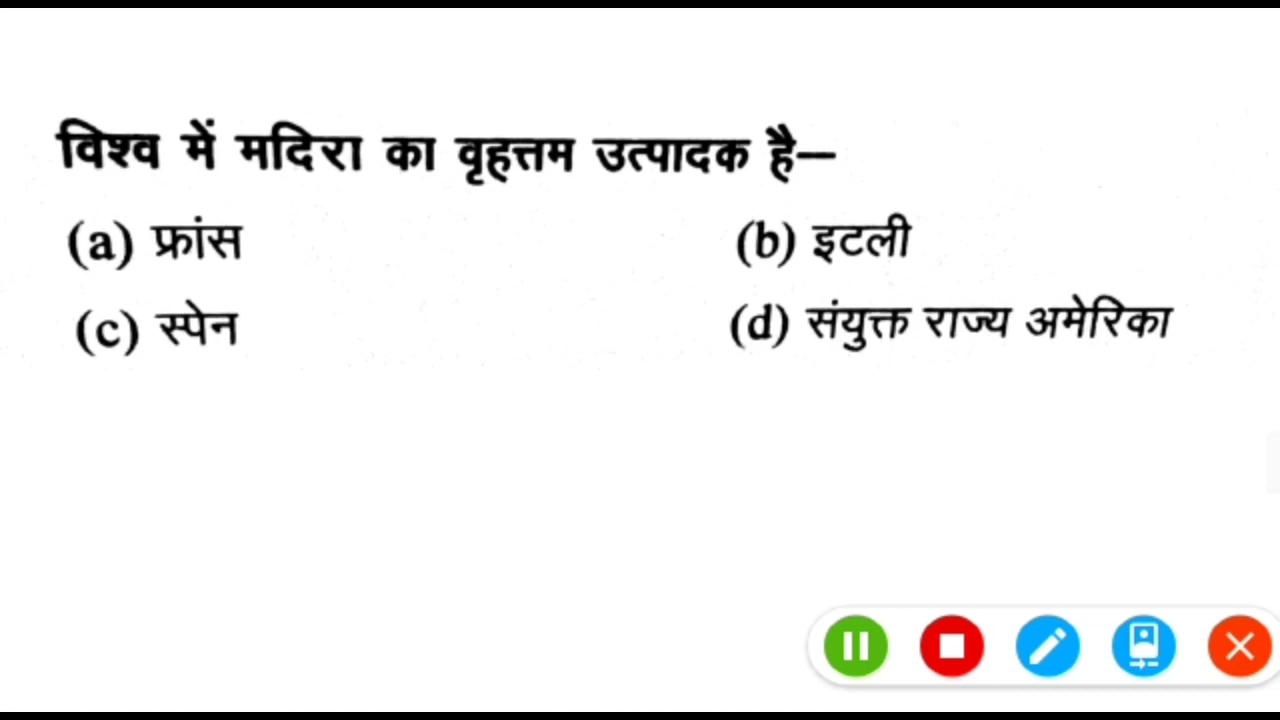 विश्व में मदिरा का वृहत्तम उत्पादक है—
(a) फ्रांस (b) इटली
(c) स्पेन (d) संयुक्त राज्य अमेरिका